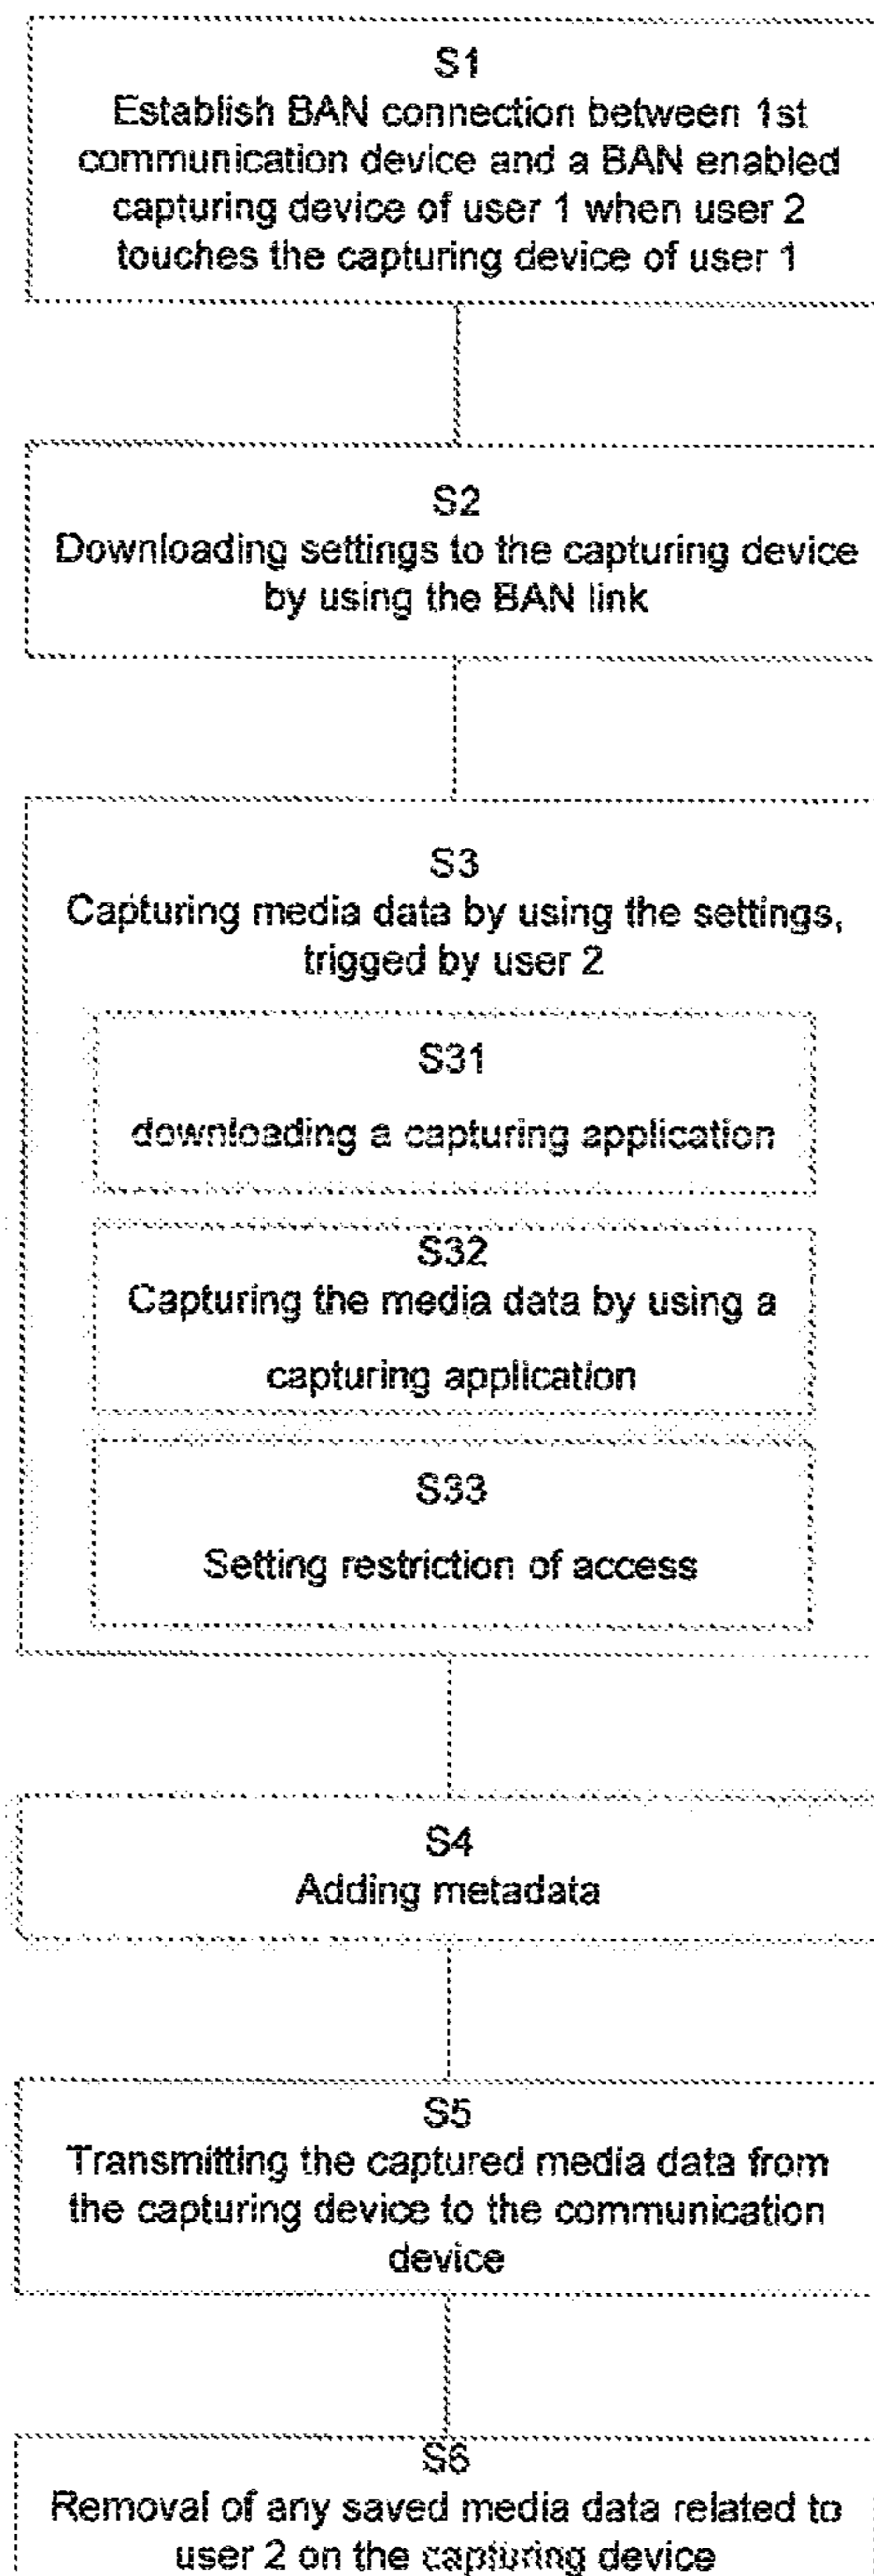 S1
Establish BAN connection between 1st
communication device and a BAN enabled
capturing device of user 1 when user 2
touches the capturing device of user 1
S2
Downloading settings to the capturing device
by using the BAN link
S3
Capturing media data by using the settings,
trigged by user 2
S31
downloading a capturing application
S32
Capturing the media data by using a
capturing application
S33
Setting restriction of access
S4
Adding metadata
S5
Transmitting the captured media data from
the capturing device to the communication
device
S6
Removal of any saved media data related to
user 2 on the capturing device